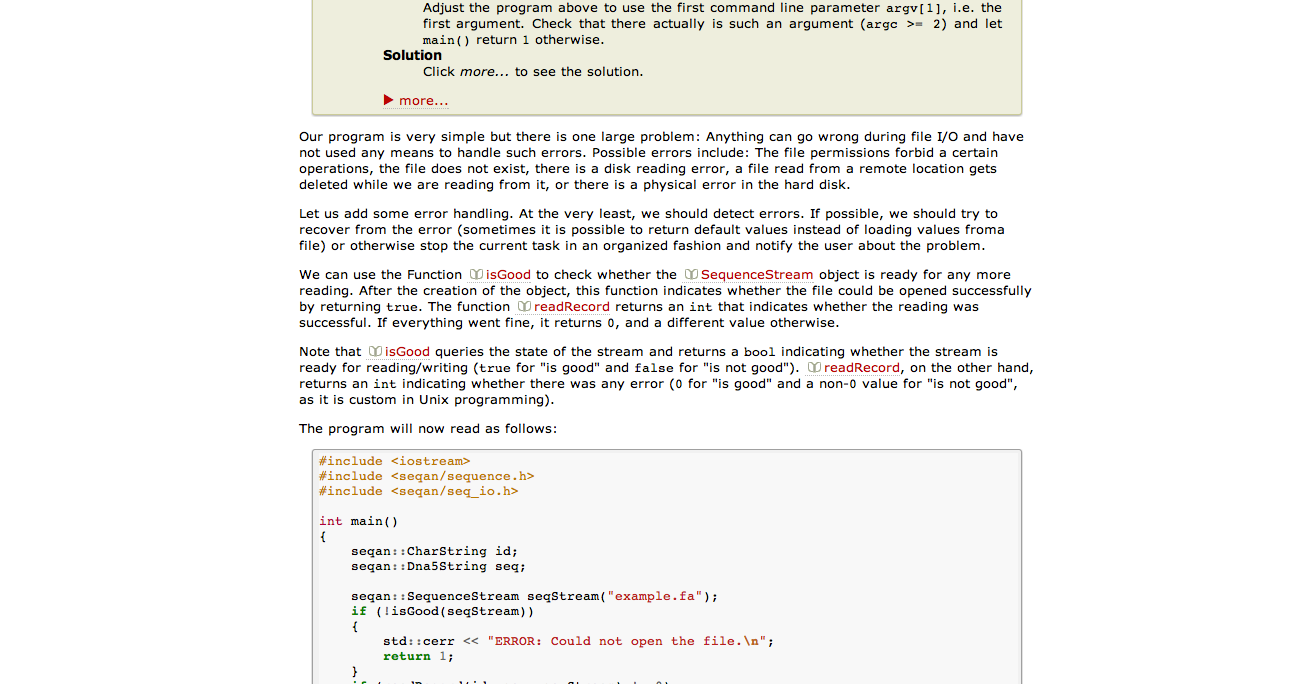 Adjust the program above to use the first command line parameter argv[1], i.e. the
first argument. Check that there actually is such an argument (argc >= 2) and let
main() return 1 otherwise.
Solution
Click more... to see the solution.
more...
Our program is very simple but there is one large problem: Anything can go wrong during file I/O and have
not used any means to handle such errors. Possible errors include: The file permissions forbid a certain
operations, the file does not exist, there is a disk reading error, a file read from a remote location gets
deleted while we are reading from it, or there is a physical error in the hard disk.
Let us add some error handling. At the very least, we should detect errors. If possible, we should try to
recover from the error (sometimes it is possible to return default values instead of loading values froma
file) or otherwise stop the current task in an organized fashion and notify the user about the problem.
We can use the Function isGood to check whether the SequenceStream object is ready for any more
reading. After the creation of the object, this function indicates whether the file could be opened successfully
by returning true. The function readRecord returns an int that indicates whether the reading was
successful. If everything went fine, it returns 0, and a different value otherwise.
Note that isGood queries the state of the stream and returns a bool indicating whether the stream is
ready for reading/writing (true for "is good" and false for "is not good"). readRecord, on the other hand,
returns an int indicating whether there was any error (0 for "is good" and a non-0 value for "is not good",
as it is custom in Unix programming).
The program will now read as follows:
#include <iostream>
#include <seqan/sequence.h>
#include <seqan/seq_io.h>
int main()
{
seqan::CharString id;
seqan::Dna5String seq;
seqan::SequenceStream seqStream("example.fa");
if (!isGood(seqStream))
{
std::cerr << "ERROR: Could not open the file.\n";
return 1;
}